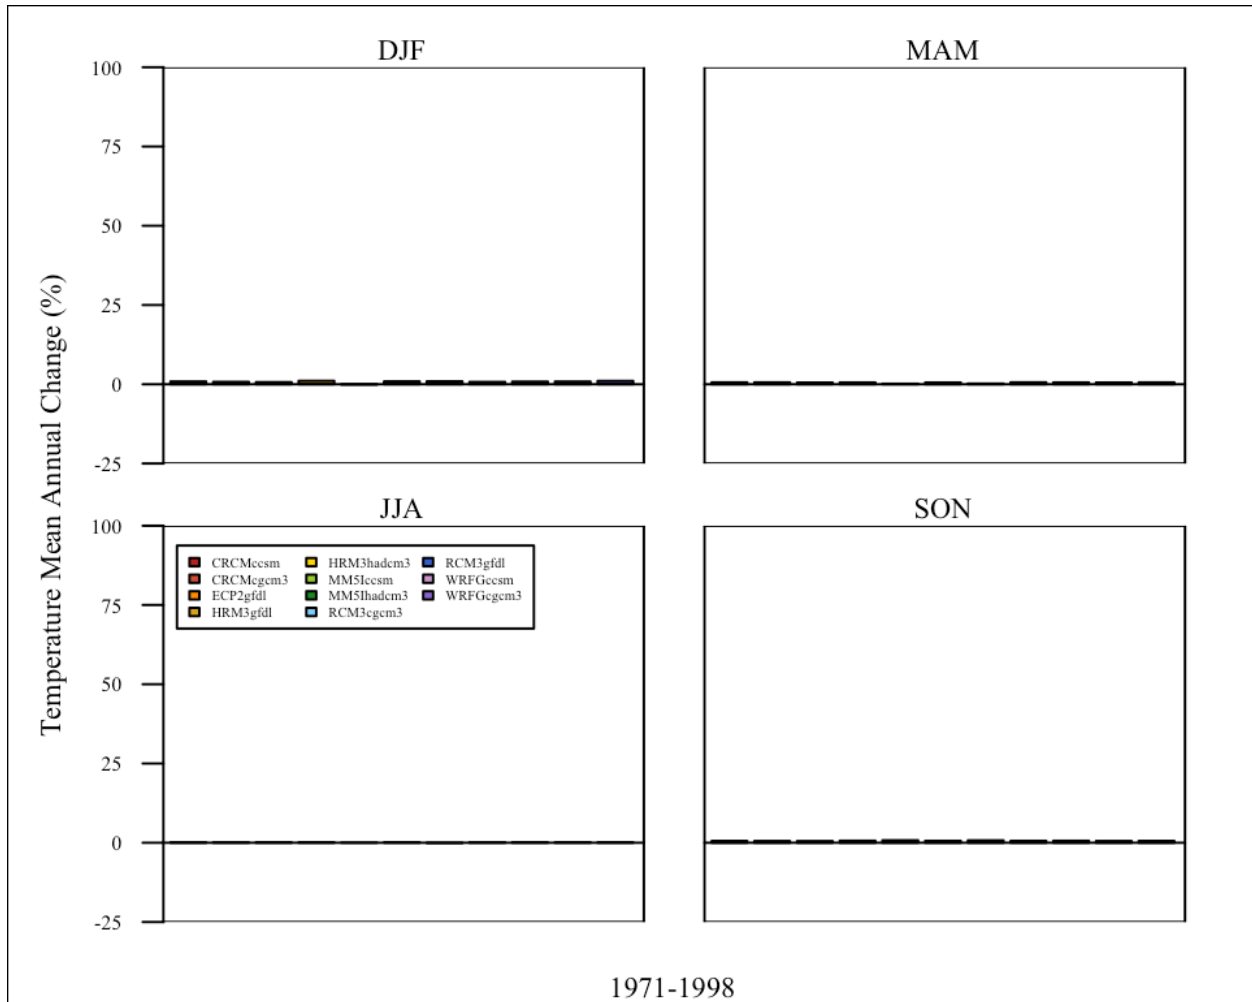 DJF
MAM
100
75
50
25
0
-25
Temperature Mean Annual Change (%)
JJA
SON
100
75
50
25
0
-25
CRCMccsm
CRCMcgcm3
ECP2gfdl
HRM3gfdl
HRM3hadcm3
MM5Iccsm
MM5Ihadcm3
RCM3cgcm3
RCM3gfdl
WRFGccsm
WRFGcgcm3
1971-1998